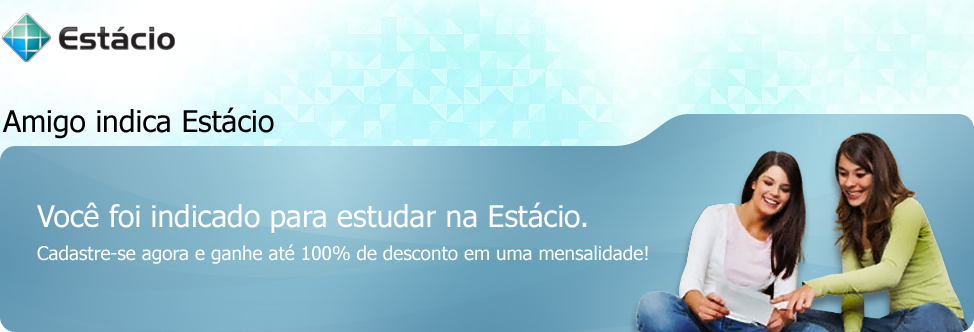 Estácio
Amigo indica Estácio
Você foi indicado para estudar na Estácio.
Cadastre-se agora e ganhe até 100% de desconto em uma mensalidade!